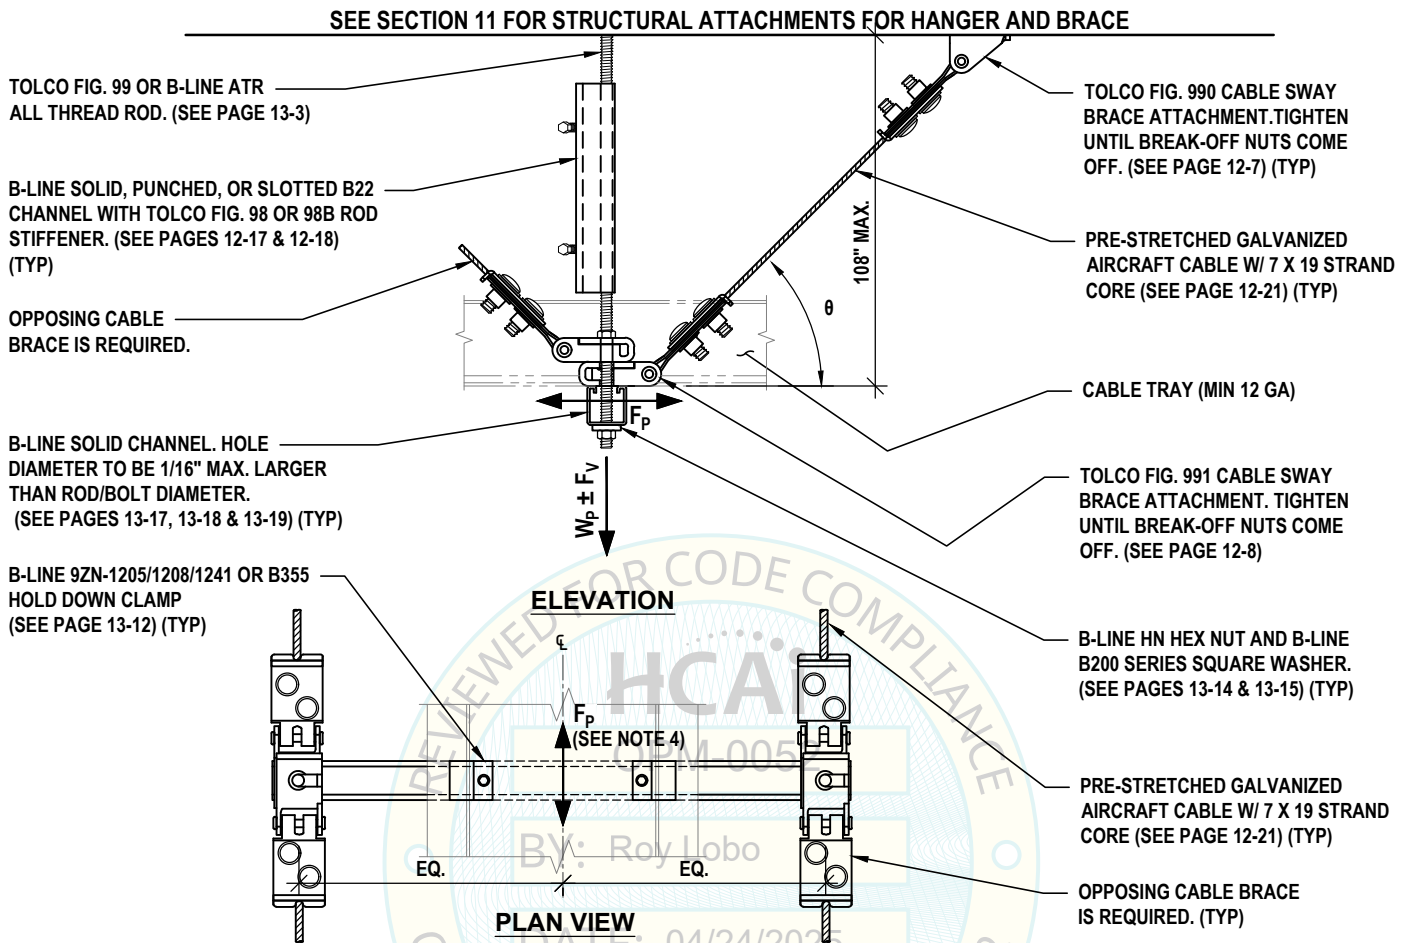 SEE SECTION 11 FOR STRUCTURAL ATTACHMENTS FOR HANGER AND BRACE
TOLCO FIG. 99 OR B-LINE ATR
ALL THREAD ROD. (SEE PAGE 13-3)
B-LINE SOLID, PUNCHED, OR SLOTTED B22
CHANNEL WITH TOLCO FIG. 98 OR 98B ROD
STIFFENER. (SEE PAGES 12-17 & 12-18)
(TYP)
OPPOSING CABLE
BRACE IS REQUIRED.
B-LINE SOLID CHANNEL. HOLE
DIAMETER TO BE 1/16" MAX. LARGER
THAN ROD/BOLT DIAMETER.
(SEE PAGES 13-17, 13-18 & 13-19) (TYP)
B-LINE 9ZN-1205/1208/1241 OR B355
HOLD DOWN CLAMP
(SEE PAGE 13-12) (TYP)
108" MAX.
θ
FP
WP ± FV
TOLCO FIG. 990 CABLE SWAY
BRACE ATTACHMENT.TIGHTEN
UNTIL BREAK-OFF NUTS COME
OFF. (SEE PAGE 12-7) (TYP)
PRE-STRETCHED GALVANIZED
AIRCRAFT CABLE W/ 7 X 19 STRAND
CORE (SEE PAGE 12-21) (TYP)
CABLE TRAY (MIN 12 GA)
TOLCO FIG. 991 CABLE SWAY
BRACE ATTACHMENT. TIGHTEN
UNTIL BREAK-OFF NUTS COME
OFF. (SEE PAGE 12-8)
B-LINE HN HEX NUT AND B-LINE
B200 SERIES SQUARE WASHER.
(SEE PAGES 13-14 & 13-15) (TYP)
PRE-STRETCHED GALVANIZED
AIRCRAFT CABLE W/ 7 X 19 STRAND
CORE (SEE PAGE 12-21) (TYP)
OPPOSING CABLE BRACE
IS REQUIRED. (TYP)
ELEVATION
℄
FP
(SEE NOTE 4)
EQ.
EQ.
PLAN VIEW
REVIEWED FOR CODE COMPLIANCE
HCAi
OPM-0052
BY: Roy Lobo
DATE: 04/24/2025